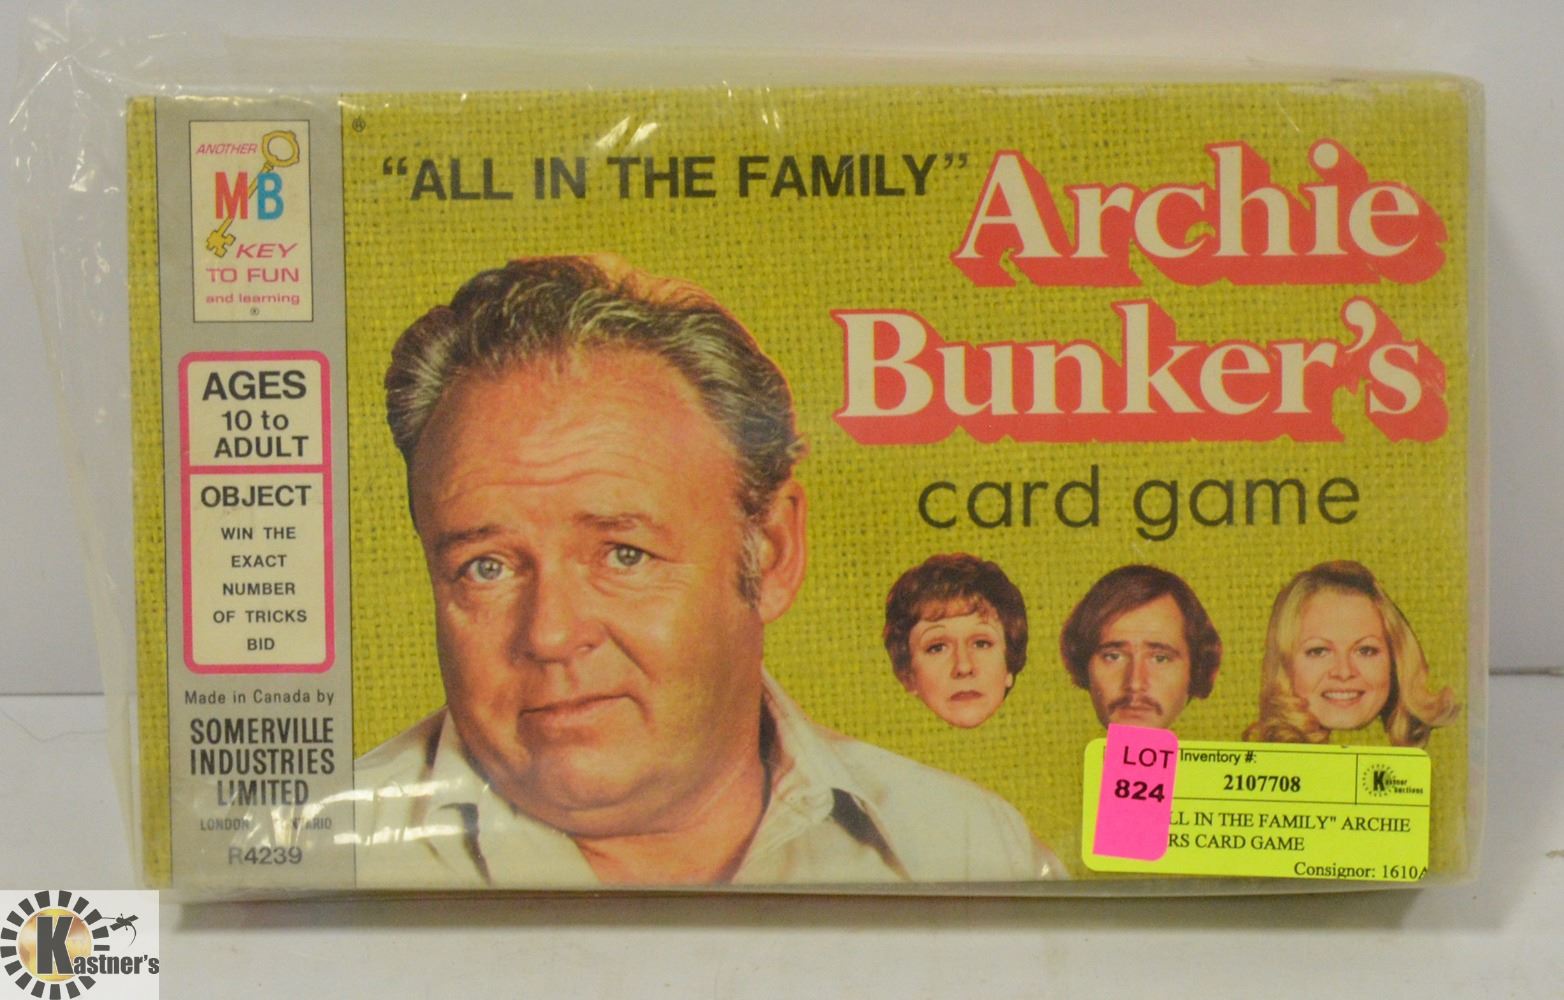 ANOTHER
MB
KEY
TO FUN
and learning
®
AGES
10 to
ADULT
OBJECT
WIN THE
EXACT
NUMBER
OF TRICKS
BID
Made in Canada by
SOMERVILLE
INDUSTRIES
LIMITED
LONDON
R4239
®
“ALL IN THE FAMILY”
Archie
Bunker’s
card game
LOT
824
Inventory #:
2107708
LL IN THE FAMILY" ARCHIE
RS CARD GAME
Consignor: 1610A
Kastner's